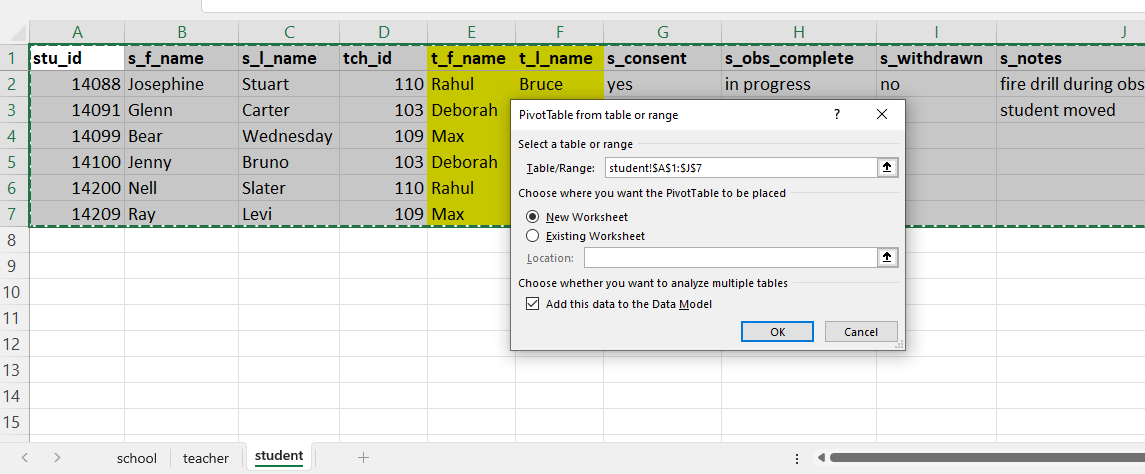 A B C D E F G H I J
1 stu_id s_f_name s_l_name tch_id t_f_name t_l_name s_consent s_obs_complete s_withdrawn s_notes
2 14088 Josephine Stuart 110 Rahul Bruce yes in progress no fire drill during obs
3 14091 Glenn Carter 103 Deborah student moved
4 14099 Bear Wednesday 109 Max
5 14100 Jenny Bruno 103 Deborah
6 14200 Nell Slater 110 Rahul
7 14209 Ray Levi 109 Max
8
9
10
11
12
13
14
15
PivotTable from table or range ?
Select a table or range
Table/Range: student!$A$1:$J$7
Choose where you want the PivotTable to be placed
New Worksheet
Existing Worksheet
Location:
Choose whether you want to analyze multiple tables
Add this data to the Data Model
OK Cancel
school teacher student